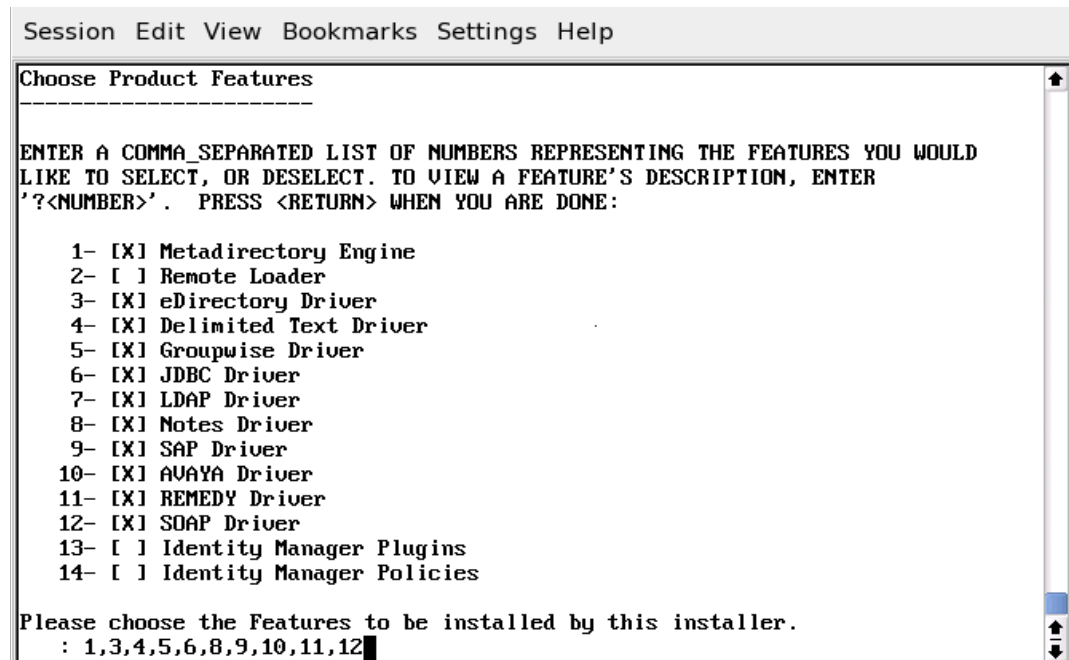 Session Edit View Bookmarks Settings Help
Choose Product Features
-----------------------
ENTER A COMMA_SEPARATED LIST OF NUMBERS REPRESENTING THE FEATURES YOU WOULD
LIKE TO SELECT, OR DESELECT. TO VIEW A FEATURE'S DESCRIPTION, ENTER
'?<NUMBER>'.  PRESS <RETURN> WHEN YOU ARE DONE:
1- [X] Metadirectory Engine
2- [ ] Remote Loader
3- [X] eDirectory Driver
4- [X] Delimited Text Driver
5- [X] Groupwise Driver
6- [X] JDBC Driver
7- [X] LDAP Driver
8- [X] Notes Driver
9- [X] SAP Driver
10- [X] AVAYA Driver
11- [X] REMEDY Driver
12- [X] SOAP Driver
13- [ ] Identity Manager Plugins
14- [ ] Identity Manager Policies
Please choose the Features to be installed by this installer.
: 1,3,4,5,6,8,9,10,11,12